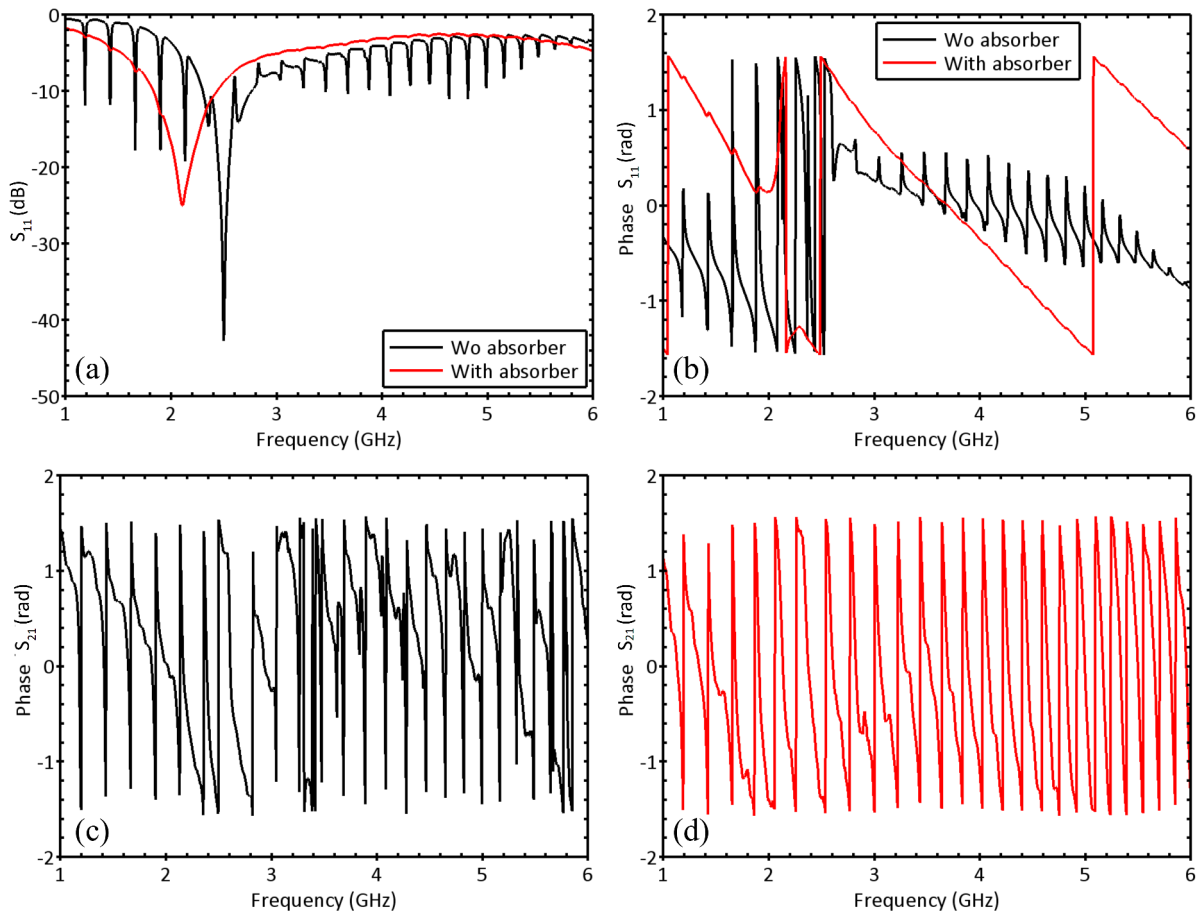 0
-10
-20
-30
-40
-50
S11 (dB)
Wo absorber
With absorber
(a)
1 2 3 4 5 6
Frequency (GHz)
2
1
0
-1
-2
Phase S11 (rad)
Wo absorber
With absorber
(b)
1 2 3 4 5 6
Frequency (GHz)
2
1
0
-1
-2
Phase S21 (rad)
(c)
1 2 3 4 5 6
Frequency (GHz)
2
1
0
-1
-2
Phase S21 (rad)
(d)
1 2 3 4 5 6
Frequency (GHz)